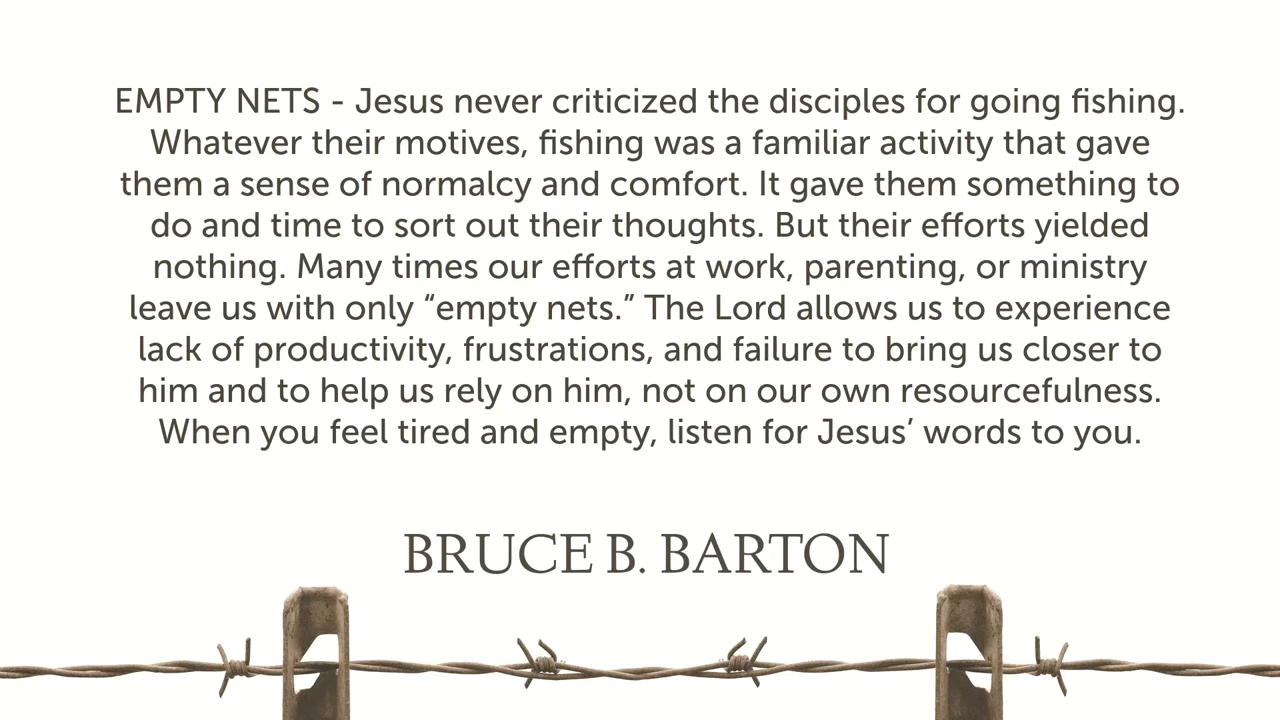 EMPTY NETS - Jesus never criticized the disciples for going fishing.
Whatever their motives, fishing was a familiar activity that gave
them a sense of normalcy and comfort. It gave them something to
do and time to sort out their thoughts. But their efforts yielded
nothing. Many times our efforts at work, parenting, or ministry
leave us with only “empty nets.” The Lord allows us to experience
lack of productivity, frustrations, and failure to bring us closer to
him and to help us rely on him, not on our own resourcefulness.
When you feel tired and empty, listen for Jesus’ words to you.
BRUCE B. BARTON